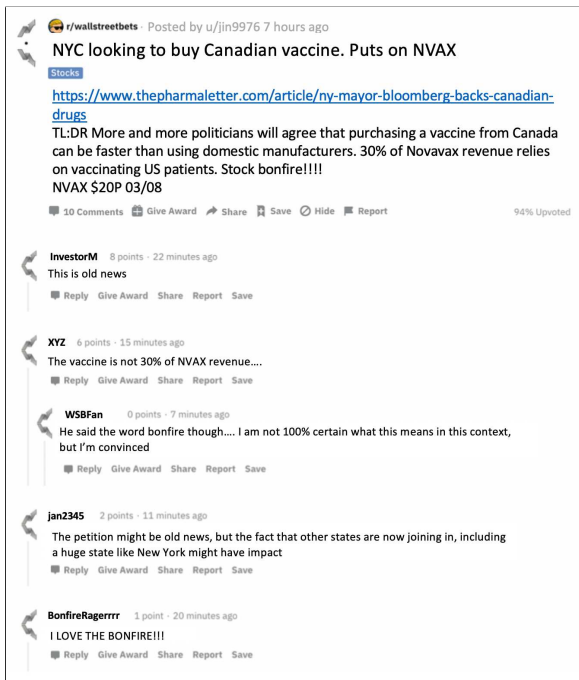 r/wallstreetbets · Posted by u/jin9976 7 hours ago
NYC looking to buy Canadian vaccine. Puts on NVAX
Stocks
https://www.thepharmaletter.com/article/ny-mayor-bloomberg-backs-canadian-
drugs
TL:DR More and more politicians will agree that purchasing a vaccine from Canada
can be faster than using domestic manufacturers. 30% of Novavax revenue relies
on vaccinating US patients. Stock bonfire!!!!
NVAX $20P 03/08
10 Comments Give Award Share Save Hide Report 94% Upvoted
InvestorM 8 points · 22 minutes ago
This is old news
Reply Give Award Share Report Save
XYZ 6 points · 15 minutes ago
The vaccine is not 30% of NVAX revenue....
Reply Give Award Share Report Save
WSBFan 0 points · 7 minutes ago
He said the word bonfire though.... I am not 100% certain what this means in this context,
but I'm convinced
Reply Give Award Share Report Save
jan2345 2 points · 11 minutes ago
The petition might be old news, but the fact that other states are now joining in, including
a huge state like New York might have impact
Reply Give Award Share Report Save
BonfireRagerrrr 1 point · 20 minutes ago
I LOVE THE BONFIRE!!!
Reply Give Award Share Report Save